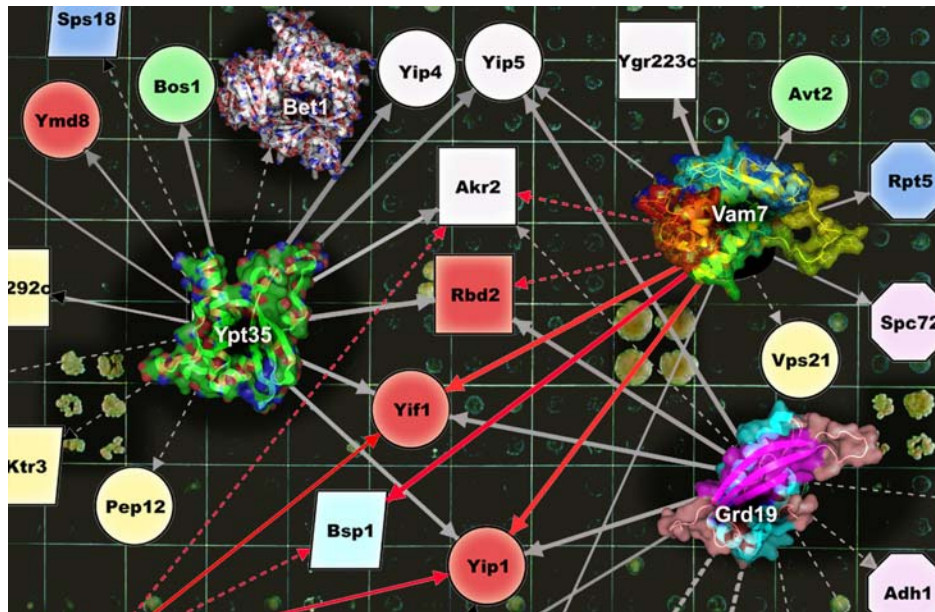 Sps18
Bos1
Bet1
Yip4
Yip5
Ygr223c
Avt2
Ymd8
Akr2
Vam7
Rpt5
292c
Ypt35
Rbd2
Spc72
Vps21
Yif1
Ktr3
Pep12
Bsp1
Grd19
Yip1
Adh1